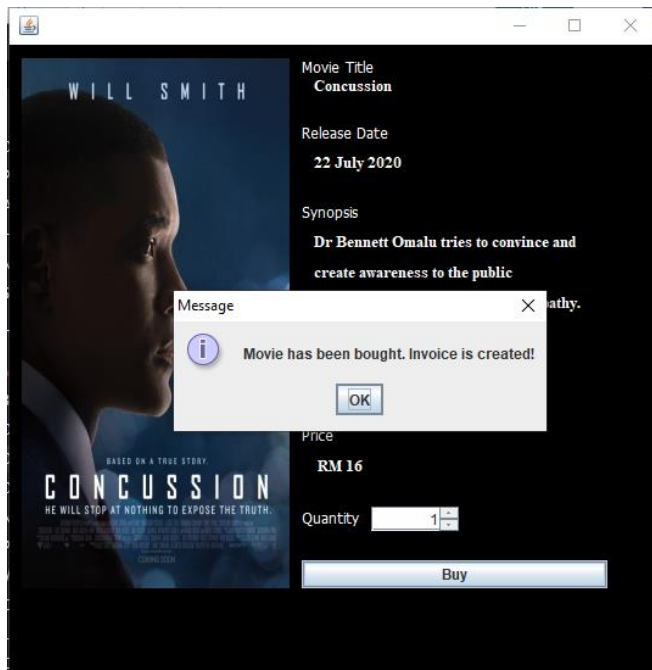 WILL SMITH
BASED ON A TRUE STORY.
CONCUSSION
HE WILL STOP AT NOTHING TO EXPOSE THE TRUTH.
COMING SOON
Movie Title
Concussion
Release Date
22 July 2020
Synopsis
Dr Bennett Omalu tries to convince and
create awareness to the public
Message
Movie has been bought. Invoice is created!
OK
Price
RM 16
Quantity 1
Buy